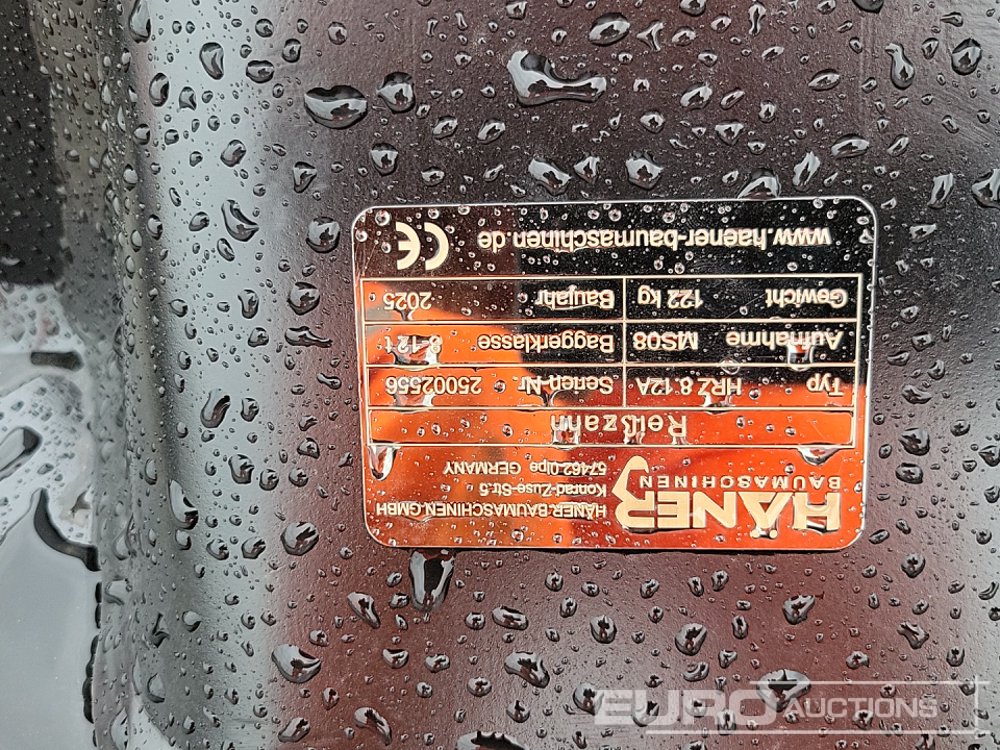 HÄNER
BAUMASCHINEN
HÄNER BAUMASCHINEN GMBH
Konrad-Zuse-Str.5
57462 Olpe GERMANY
Reißzahn
Typ HRZ 8.12A Serien-Nr. 25002556
Aufnahme MS08 Baggerklasse 8-12 t
Gewicht 122 kg Baujahr 2025
www.haener-baumaschinen.de CE
EURO AUCTIONS